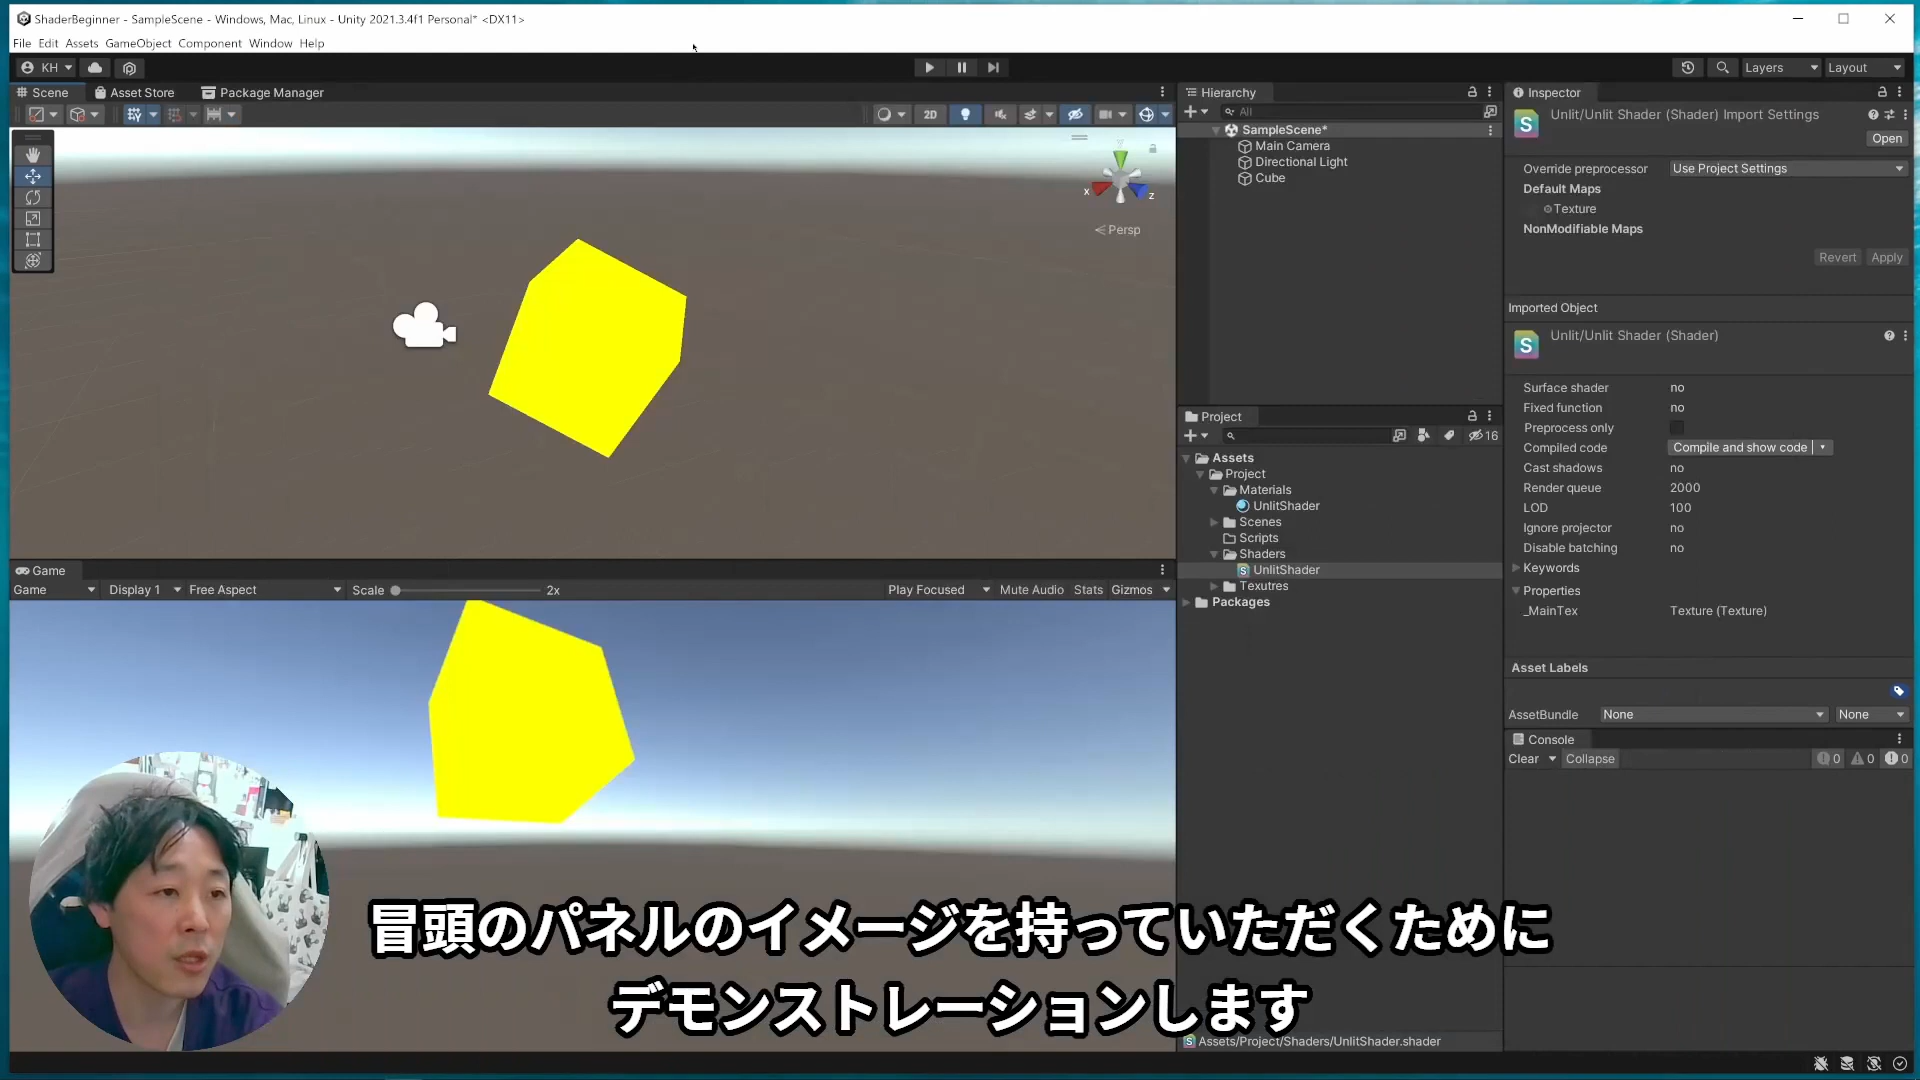 ShaderBeginner - SampleScene - Windows, Mac, Linux - Unity 2021.3.4f1 Personal* <DX11>
File Edit Assets GameObject Component Window Help
KH
Layers
Layout
Scene
Asset Store
Package Manager
2D
y
x
z
Persp
Game
Game
Display 1
Free Aspect
Scale
2x
Play Focused
Mute Audio
Stats
Gizmos
Hierarchy
All
SampleScene*
Main Camera
Directional Light
Cube
Project
16
Assets
Project
Materials
UnlitShader
Scenes
Scripts
Shaders
UnlitShader
Texutres
Packages
Assets/Project/Shaders/UnlitShader.shader
Inspector
Unlit/Unlit Shader (Shader) Import Settings
Open
Override preprocessor Use Project Settings
Default Maps
Texture
NonModifiable Maps
Revert Apply
Imported Object
Unlit/Unlit Shader (Shader)
Surface shader no
Fixed function no
Preprocess only
Compiled code Compile and show code
Cast shadows no
Render queue 2000
LOD 100
Ignore projector no
Disable batching no
Keywords
Properties
_MainTex Texture (Texture)
Asset Labels
AssetBundle None None
Console
Clear Collapse 0 0 0
冒頭のパネルのイメージを持っていただくために
デモンストレーションします